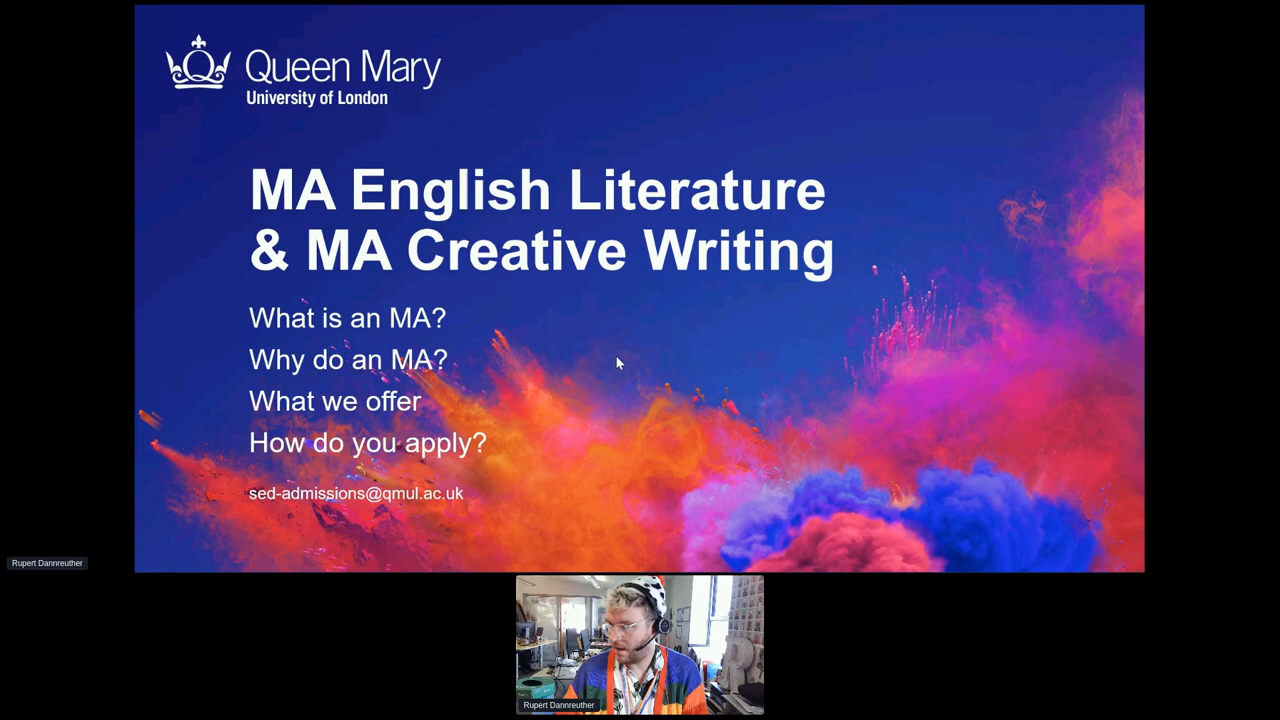 Queen Mary
University of London
MA English Literature
& MA Creative Writing
What is an MA?
Why do an MA?
What we offer
How do you apply?
sed-admissions@qmul.ac.uk
Rupert Dannreuther
Rupert Dannreuther